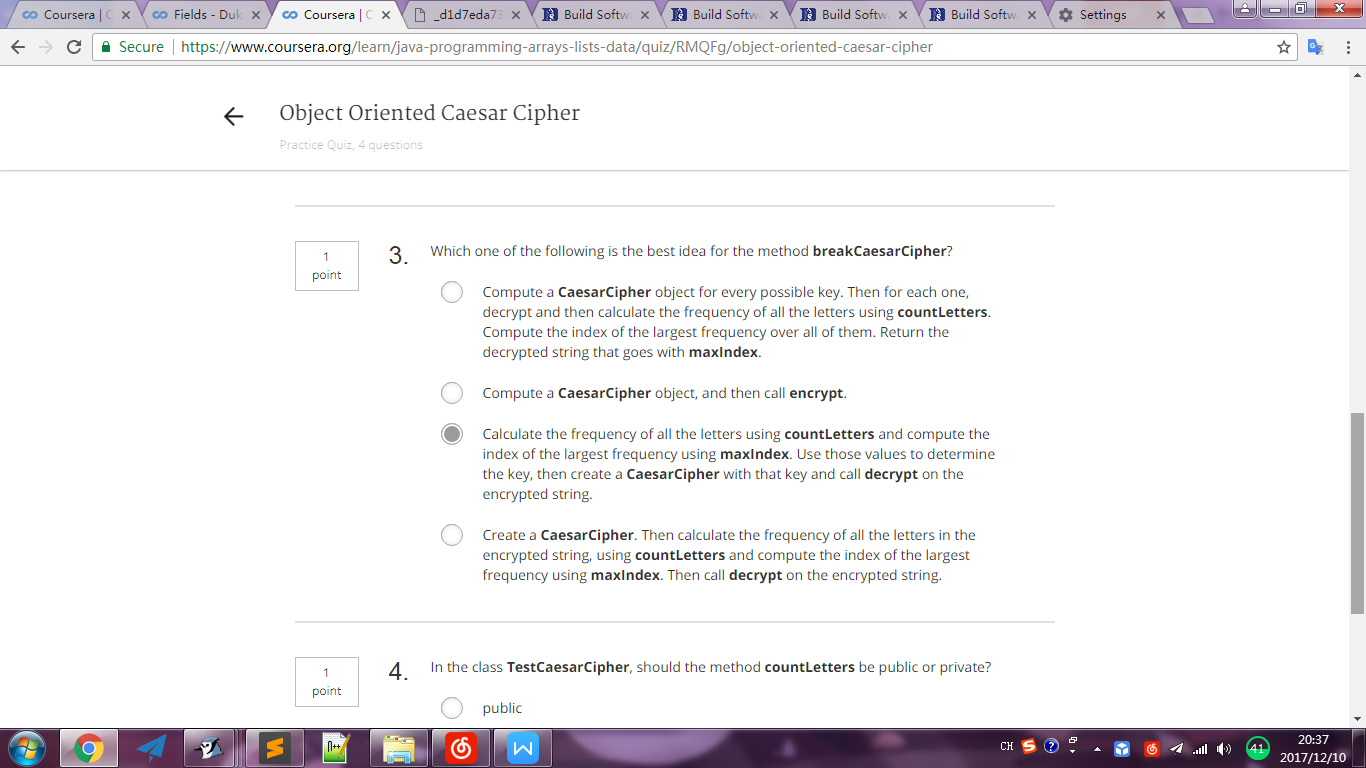 Coursera | C
Fields - Duk
Coursera | C
_d1d7eda73
Build Softwa
Build Softwa
Build Softwa
Build Softwa
Settings
Secure
https://www.coursera.org/learn/java-programming-arrays-lists-data/quiz/RMQFg/object-oriented-caesar-cipher
Object Oriented Caesar Cipher
Practice Quiz, 4 questions
1
point
3.
Which one of the following is the best idea for the method breakCaesarCipher?
Compute a CaesarCipher object for every possible key. Then for each one,
decrypt and then calculate the frequency of all the letters using countLetters.
Compute the index of the largest frequency over all of them. Return the
decrypted string that goes with maxIndex.
Compute a CaesarCipher object, and then call encrypt.
Calculate the frequency of all the letters using countLetters and compute the
index of the largest frequency using maxIndex. Use those values to determine
the key, then create a CaesarCipher with that key and call decrypt on the
encrypted string.
Create a CaesarCipher. Then calculate the frequency of all the letters in the
encrypted string, using countLetters and compute the index of the largest
frequency using maxIndex. Then call decrypt on the encrypted string.
1
point
4.
In the class TestCaesarCipher, should the method countLetters be public or private?
public
CH
41
20:37
2017/12/10